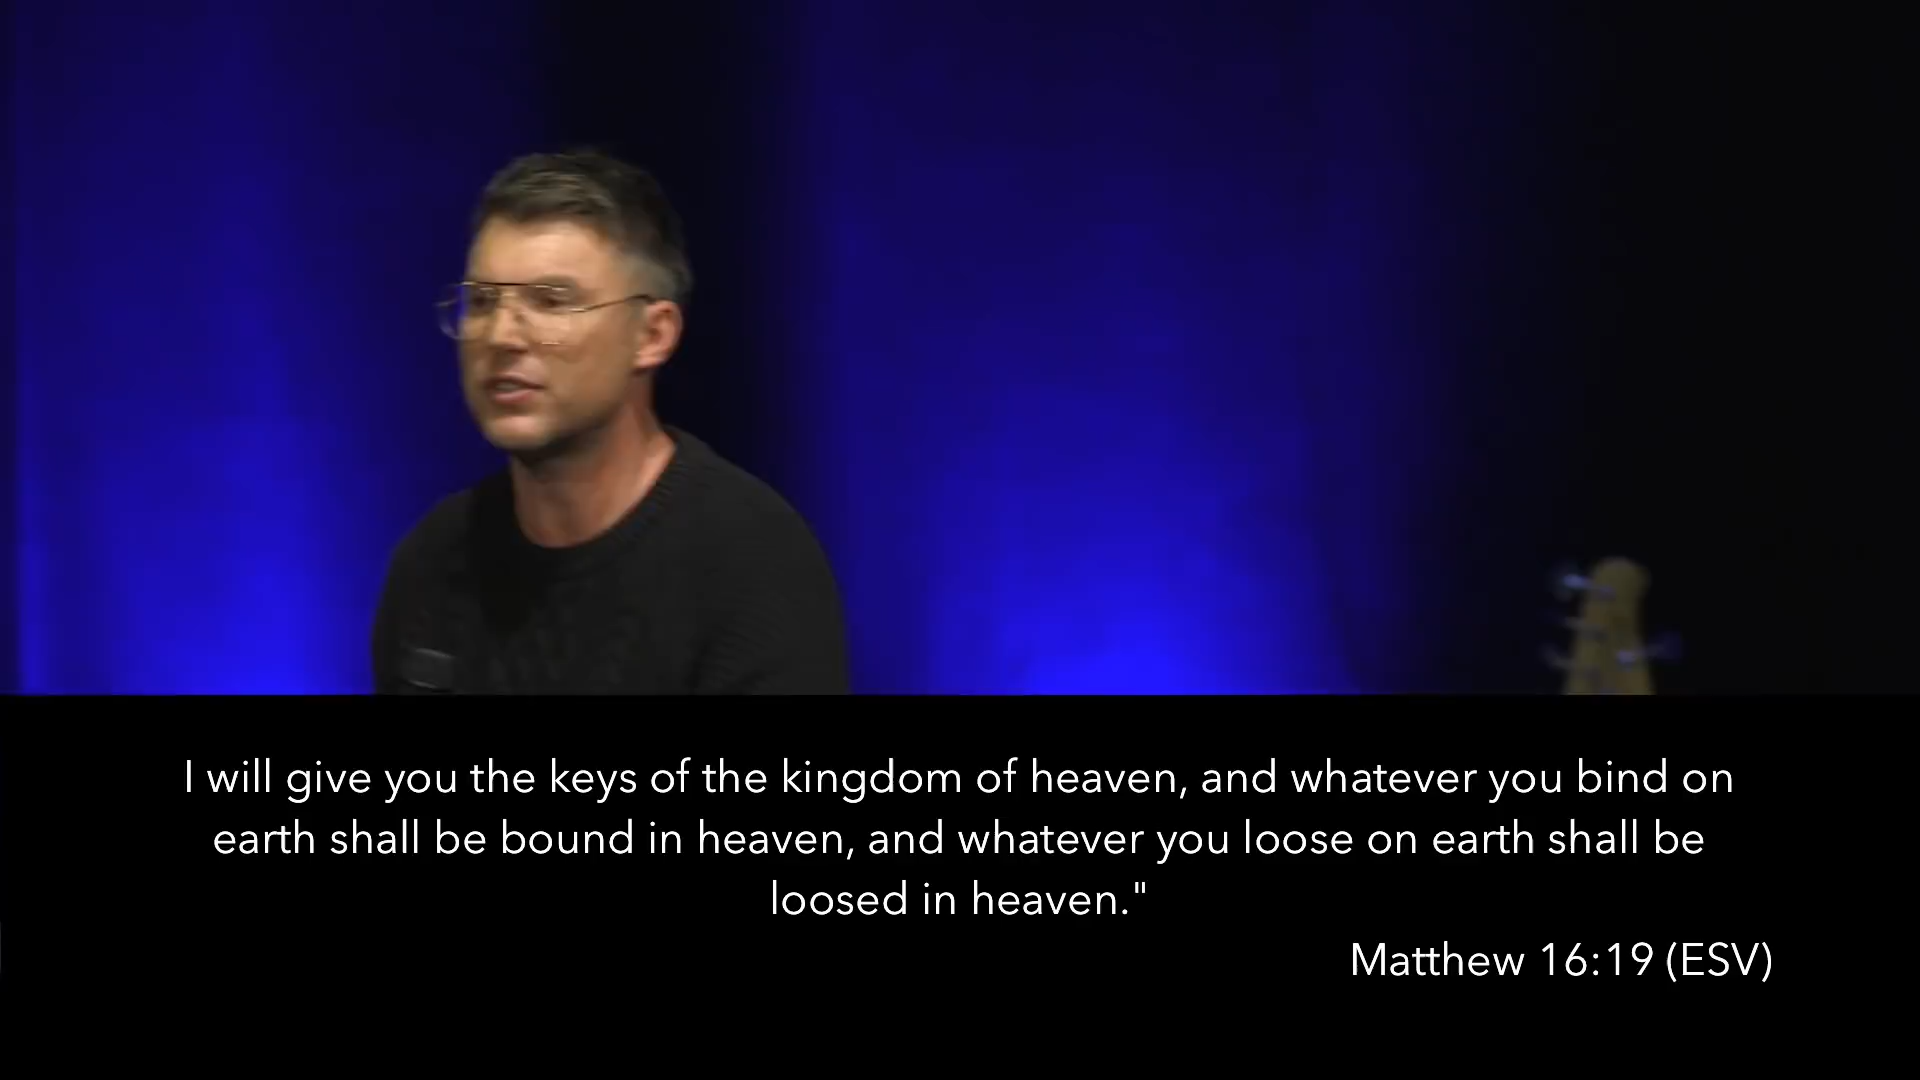 I will give you the keys of the kingdom of heaven, and whatever you bind on
earth shall be bound in heaven, and whatever you loose on earth shall be
loosed in heaven."
Matthew 16:19 (ESV)